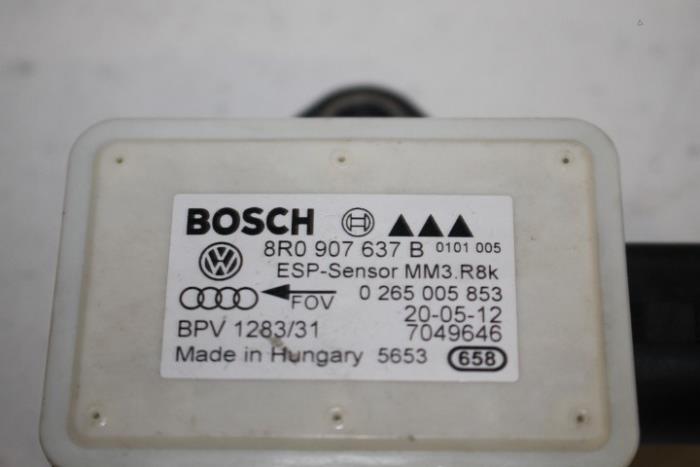 BOSCH
8R0 907 637 B 0101 005
ESP-Sensor MM3.R8k
FOV 0 265 005 853
20-05-12
BPV 1283/31 7049646
Made in Hungary 5653 658